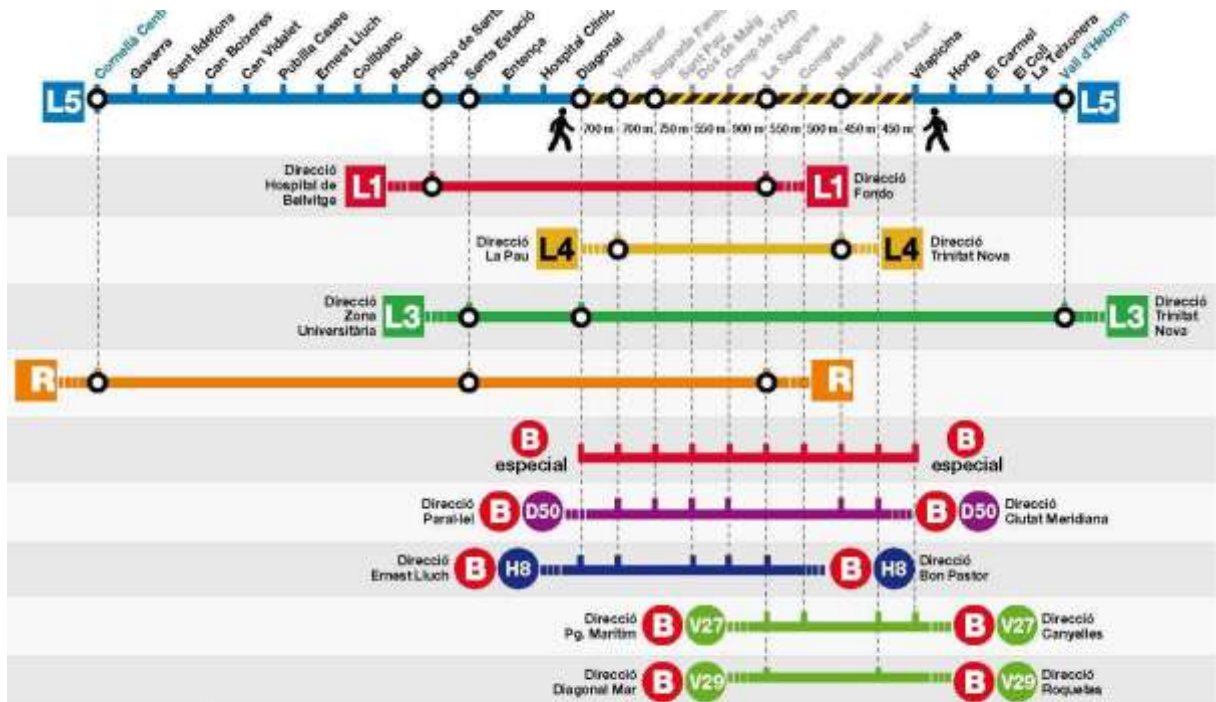 Cornellà Cent
Gavarra
Sant Ildefons
Can Boixeres
Can Vidalet
Pubilla Cases
Ernest Lluch
Collblanc
Badal
Plaça de Sants
Sants Estació
Entença
Hospital Clínic
Diagonal
Verdaguer
Sagrada Famí
Sant Pau
Dos de Maig
Camp de l'Arp
La Sagrera
Congrés
Maragall
Virrei Amat
Vilapicina
Horta
El Carmel
El Coll
La Teixonera
Vall d'Hebron
L5
L5
700 m 700 m 750 m 550 m 900 m 550 m 500 m 450 m 450 m
Direcció
Hospital de
Bellvitge
L1
L1
Direcció
Fondo
Direcció
La Pau
L4
L4
Direcció
Trinitat Nova
Direcció
Zona
Universitària
L3
L3
Direcció
Trinitat
Nova
R
R
B
especial
B
especial
Direcció
Paral·lel
B D50
B D50
Direcció
Ciutat Meridiana
Direcció
Ernest Lluch
B H8
B H8
Direcció
Bon Pastor
Direcció
Pg. Marítim
B V27
B V27
Direcció
Canyelles
Direcció
Diagonal Mar
B V29
B V29
Direcció
Roquetes